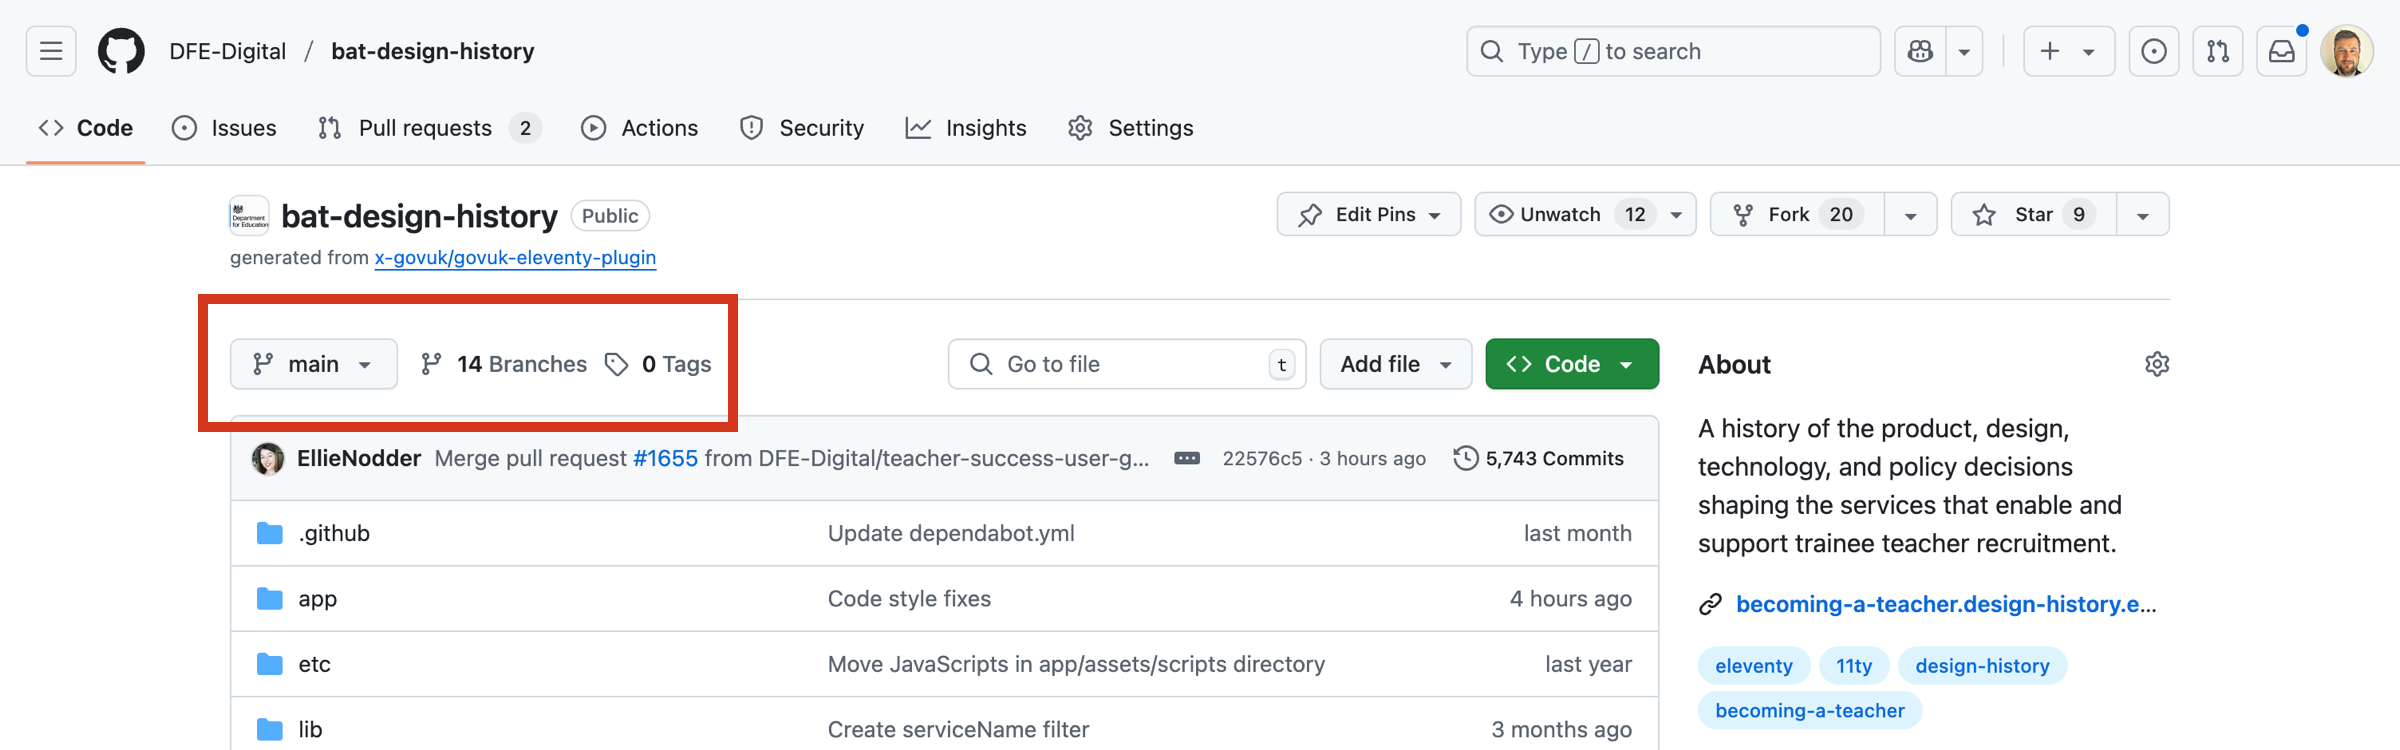 DFE-Digital / bat-design-history
Type / to search
Code Issues Pull requests 2 Actions Security Insights Settings
Department for Education
bat-design-history Public
Edit Pins Unwatch 12 Fork 20 Star 9
generated from x-govuk/govuk-eleventy-plugin
main 14 Branches 0 Tags
Go to file t Add file Code
EllieNodder Merge pull request #1655 from DFE-Digital/teacher-success-user-g... 22576c5 · 3 hours ago 5,743 Commits
.github Update dependabot.yml last month
app Code style fixes 4 hours ago
etc Move JavaScripts in app/assets/scripts directory last year
lib Create serviceName filter 3 months ago
About
A history of the product, design,
technology, and policy decisions
shaping the services that enable and
support trainee teacher recruitment.
becoming-a-teacher.design-history.e...
eleventy 11ty design-history
becoming-a-teacher